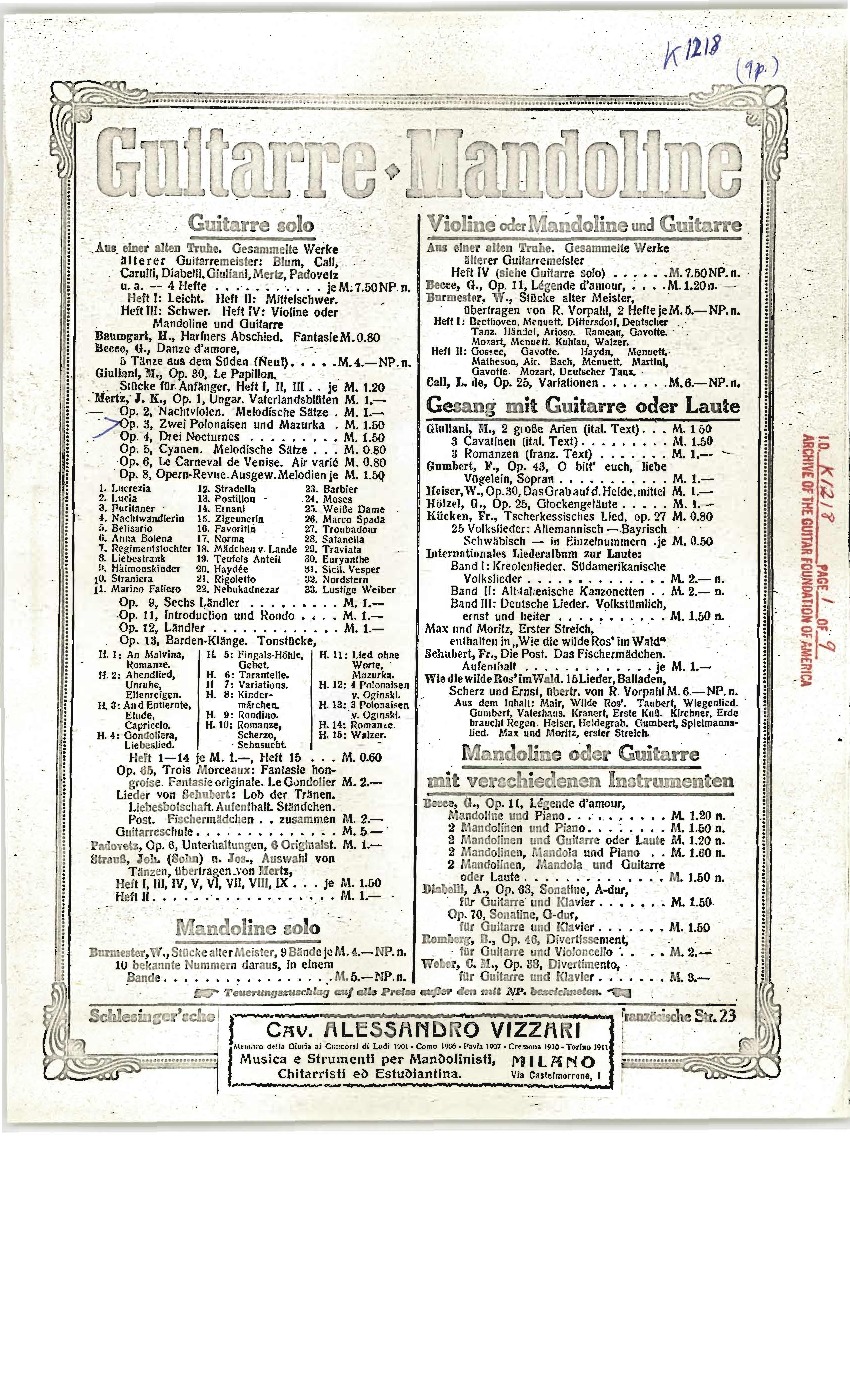 K1218
(9p.)
Guitarre • Mandoline
Guitarre solo
Aus einer alten Truhe. Gesammelte Werke
älterer Guitarremeister: Blum, Call,
Carulli, Diabelli, Giuliani, Mertz, Padovetz
u. a. — 4 Hefte . . . . . . . . . . . je M. 7.50 NP. n.
Heft I: Leicht. Heft II: Mittelschwer.
Heft III: Schwer. Heft IV: Violine oder
Mandoline und Guitarre
Baumgart, H., Harfners Abschied. Fantasie M. 0.80
Becce, G., Danze d'amore,
5 Tänze aus dem Süden (Neu!) . . . . . M. 4.— NP. n.
Giuliani, M., Op. 30, Le Papillon.
Stücke für Anfänger, Heft I, II, III . . je M. 1.20
Mertz, J. K., Op. 1, Ungar. Vaterlandsblüten M. 1.—
Op. 2, Nachtviolen. Melodische Sätze . M. 1.—
Op. 3, Zwei Polonaisen und Mazurka . M. 1.50
Op. 4, Drei Nocturnes . . . . . . . . . M. 1.50
Op. 5, Cyanen. Melodische Sätze . . . M. 0.80
Op. 6, Le Carneval de Venise. Air varié M. 0.80
Op. 8, Opern-Revue. Ausgew. Melodien je M. 1.50
1. Lucrezia 12. Stradella 23. Barbier
2. Lucia 13. Postillon 24. Moses
3. Puritaner 14. Ernani 25. Weiße Dame
4. Nachtwandlerin 15. Zigeunerin 26. Marco Spada
5. Belisario 16. Favoritin 27. Troubadour
6. Anna Bolena 17. Norma 28. Satanella
7. Regimentstochter 18. Mädchen v. Lande 29. Traviata
8. Liebestrank 19. Teufels Anteil 30. Euryanthe
9. Haimonskinder 20. Haydée 31. Sicil. Vesper
10. Straniera 21. Rigoletto 32. Nordstern
11. Marino Faliero 22. Nebukadnezar 33. Lustige Weiber
Op. 9, Sechs Ländler . . . . . . . . . M. 1.—
Op. 11, Introduction und Rondo . . . . M. 1.—
Op. 12, Ländler . . . . . . . . . . . . M. 1.—
Op. 13, Barden-Klänge. Tonstücke,
H. 1: An Malvina, Romanze.
H. 2: Abendlied, Unruhe, Elfenreigen.
H. 3: An d. Entfernte, Etude, Capriccio.
H. 4: Gondoliera, Liebeslied.
H. 5: Fingals-Höhle, Gebet.
H. 6: Tarantelle.
H 7: Variations.
H. 8: Kindermärchen.
H. 9: Rondino.
H. 10: Romanze, Scherzo, Sehnsucht.
H. 11: Lied ohne Worte, Mazurka.
H. 12: 4 Polonaisen v. Oginski.
H. 13: 3 Polonaisen v. Oginski.
H. 14: Romance.
H. 15: Walzer.
Heft 1—14 je M. 1.—, Heft 15 . . . M. 0.60
Op. 65, Trois Morceaux: Fantasie hon-
groise. Fantasie originale. Le Gondolier M. 2.—
Lieder von Schubert: Lob der Tränen.
Liebesbotschaft. Aufenthalt. Ständchen.
Post. Fischermädchen . . zusammen M. 2.—
Guitarreschule . . . . . . . . . . . . . . M. 5 —
Padovetz, Op. 6, Unterhaltungen, 6 Originalst. M. 1.—
Strauß, Joh. (Sohn) u. Jos., Auswahl von
Tänzen, übertragen von Mertz,
Heft I, III, IV, V, VI, VII, VIII, IX . . . je M. 1.50
Heft II . . . . . . . . . . . . . . . . . . . M. 1.—
Mandoline solo
Burmester, W., Stücke alter Meister, 9 Bände je M. 4.— NP. n.
10 bekannte Nummern daraus, in einem
Bande . . . . . . . . . . . . . . . M. 5.— NP. n.
Violine oder Mandoline und Guitarre
Aus einer alten Truhe. Gesammelte Werke
älterer Guitarremeister
Heft IV (siehe Guitarre solo) . . . . . . M. 7.50 NP. n.
Becce, G., Op. 11, Légende d'amour, . . . . M. 1.20 n. —
Burmester, W., Stücke alter Meister,
übertragen von R. Vorpahl, 2 Hefte je M. 5.— NP. n.
Heft I: Beethoven, Menuett. Dittersdorf, Deutscher
Tanz. Händel, Arioso. Rameau, Gavotte.
Mozart, Menuett. Kuhlau, Walzer.
Heft II: Gossec, Gavotte. Haydn, Menuett.
Matheson, Air. Bach, Menuett. Martini,
Gavotte. Mozart, Deutscher Tanz.
Call, L. de, Op. 25, Variationen . . . . . . . M. 6.— NP. n.
Gesang mit Guitarre oder Laute
Giuliani, M., 2 große Arien (ital. Text) . . . M. 1 50
3 Cavatinen (ital. Text) . . . . . . . . . M. 1.50
3 Romanzen (franz. Text) . . . . . . . M. 1.—
Gumbert, F., Op. 43, O bitt' euch, liebe
Vögelein, Sopran . . . . . . . . . . . . M. 1.—
Heiser, W., Op. 30, Das Grab auf d. Heide, mittel M. 1.—
Hölzel, G., Op. 25, Glockengeläute . . . . . M. 1. —
Kücken, Fr., Tscherkessisches Lied, op. 27 M. 0.80
25 Volkslieder: Allemannisch — Bayrisch
Schwäbisch — in Einzelnummern . je M. 0.50
Internationales Liederalbum zur Laute:
Band I: Kreolenlieder. Südamerikanische
Volkslieder . . . . . . . . . . . . . . M. 2.— n.
Band II: Altitalienische Kanzonetten . . M. 2.— n.
Band III: Deutsche Lieder. Volkstümlich,
ernst und heiter . . . . . . . . . . . . M. 1.50 n.
Max und Moritz, Erster Streich,
enthalten in „Wie die wilde Ros' im Wald"
Schubert, Fr., Die Post. Das Fischermädchen.
Aufenthalt . . . . . . . . . . . . . . . je M. 1.—
Wie die wilde Ros' im Wald. 15 Lieder, Balladen,
Scherz und Ernst, übertr. von R. Vorpahl M. 6.— NP. n.
Aus dem Inhalt: Mair, Wilde Ros'. Taubert, Wiegenlied.
Gumbert, Vaterhaus. Kranert, Erste Kuß. Kirchner, Erde
braucht Regen. Heiser, Heidegrab. Gumbert, Spielmanns-
lied. Max und Moritz, erster Streich.
Mandoline oder Guitarre
mit verschiedenen Instrumenten
Becce, G., Op. 11, Légende d'amour,
Mandoline und Piano . . . . . . . . . . . M. 1.20 n.
2 Mandolinen und Piano . . . . . . . . M. 1.50 n.
2 Mandolinen und Guitarre oder Laute M. 1.20 n.
2 Mandolinen, Mandola und Piano . . M. 1.60 n.
2 Mandolinen, Mandola und Guitarre
oder Laute . . . . . . . . . . . . . . . M. 1.50 n.
Diabelli, A., Op. 63, Sonatine, A-dur,
für Guitarre und Klavier . . . . . . . . M. 1.50
Op. 70, Sonatine, G-dur,
für Guitarre und Klavier . . . . . . . . M. 1.50
Romberg, B., Op. 46, Divertissement,
für Guitarre und Violoncello . . . . . M. 2.—
Weber, C. M., Op. 38, Divertimento,
für Guitarre und Klavier . . . . . . . . M. 3.—
Teuerungszuschlag auf alle Preise außer den mit NP. bezeichneten.
Schlesinger'sche
Französische Str. 23
Cav. ALESSANDRO VIZZARI
Membro della Giuria ai Concorsi di Lodi 1901 - Como 1906 - Pavia 1907 - Cremona 1910 - Torino 1911
Musica e Strumenti per Mandolinisti,
Chitarristi ed Estudiantina.
MILANO
Via Castelmorrone, 1
I.D. K1218 PAGE 1 OF 9
ARCHIVE OF THE GUITAR FOUNDATION OF AMERICA